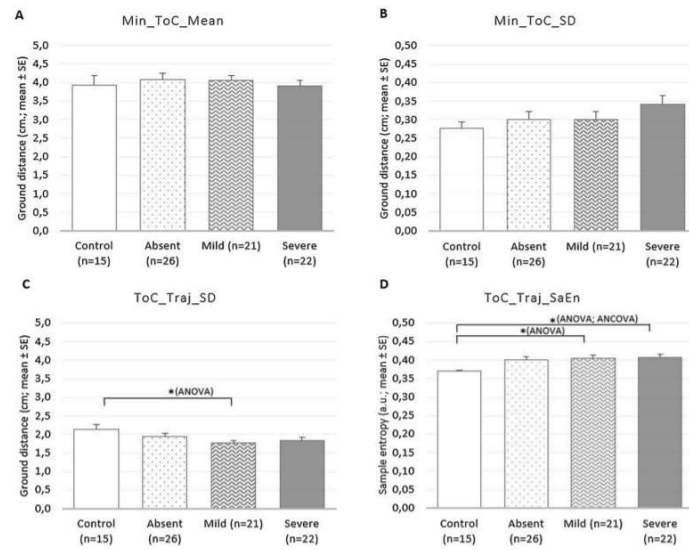 A
Min_ToC_Mean
Ground distance (cm.; mean ± SE)
5,0
4,5
4,0
3,5
3,0
2,5
2,0
1,5
1,0
0,5
0,0
Control (n=15)
Absent (n=26)
Mild (n=21)
Severe (n=22)
B
Min_ToC_SD
Ground distance (cm; mean ± SE)
0,50
0,45
0,40
0,35
0,30
0,25
0,20
0,15
0,10
0,05
0,00
Control (n=15)
Absent (n=26)
Mild (n=21)
Severe (n=22)
C
ToC_Traj_SD
Ground distance (cm; mean ± SE)
5,0
4,5
4,0
3,5
3,0
2,5
2,0
1,5
1,0
0,5
0,0
*(ANOVA)
Control (n=15)
Absent (n=26)
Mild (n=21)
Severe (n=22)
D
ToC_Traj_SaEn
Sample entropy (a.u.; mean ± SE)
0,50
0,45
0,40
0,35
0,30
0,25
0,20
0,15
0,10
0,05
0,00
*(ANOVA; ANCOVA)
*(ANOVA)
Control (n=15)
Absent (n=26)
Mild (n=21)
Severe (n=22)